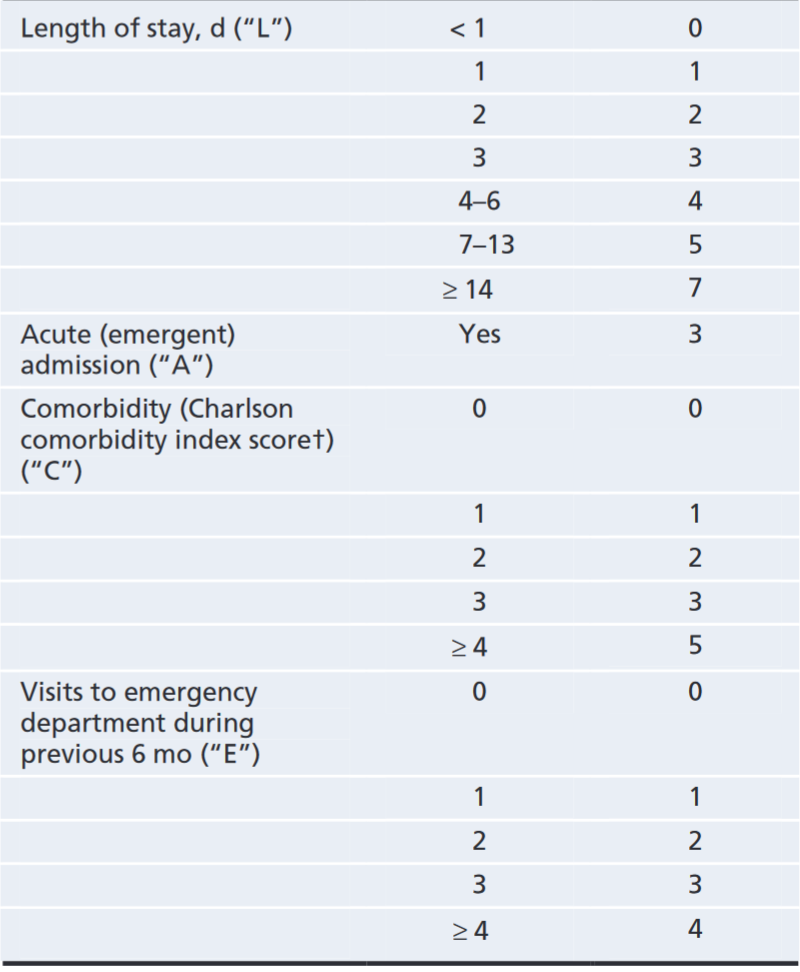 Length of stay, d (“L”) < 1 0
1 1
2 2
3 3
4–6 4
7–13 5
≥ 14 7
Acute (emergent) Yes 3
admission (“A”)
Comorbidity (Charlson 0 0
comorbidity index score†)
(“C”)
1 1
2 2
3 3
≥ 4 5
Visits to emergency 0 0
department during
previous 6 mo (“E”)
1 1
2 2
3 3
≥ 4 4